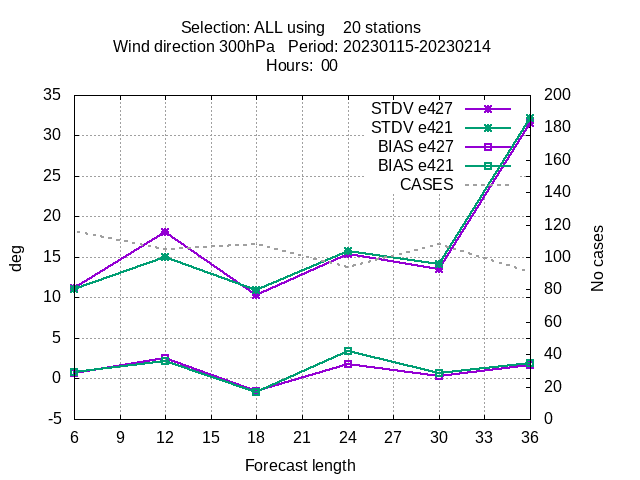 Selection: ALL using    20 stations
Wind direction 300hPa   Period: 20230115-20230214
Hours:  00
STDV e427
STDV e421
BIAS e427
BIAS e421
CASES
35
30
25
20
15
10
5
0
-5
deg
200
180
160
140
120
100
80
60
40
20
0
No cases
6 9 12 15 18 21 24 27 30 33 36
Forecast length